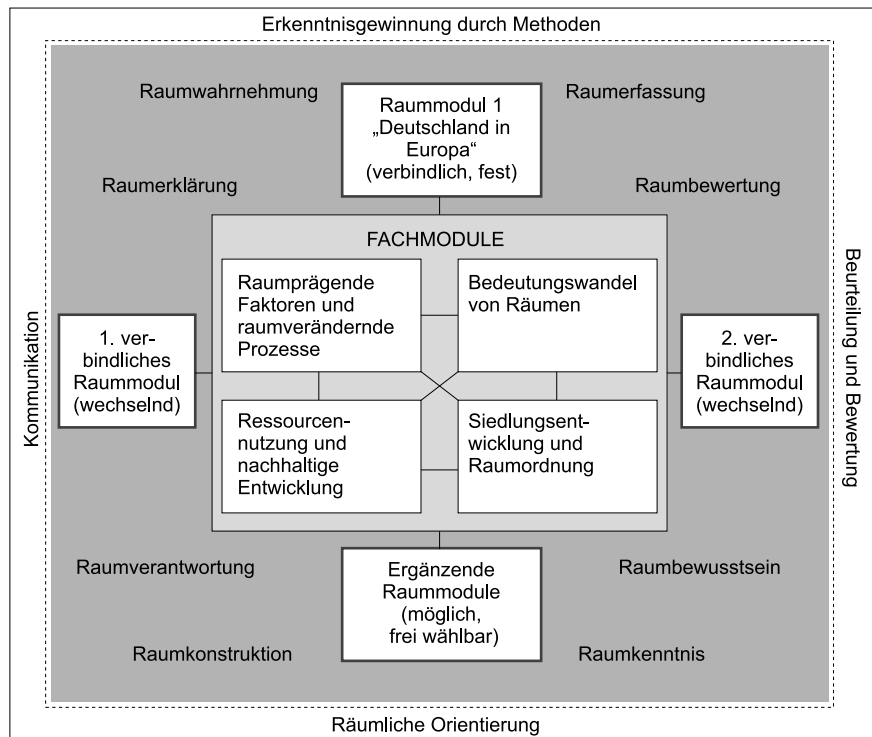 Erkenntnisgewinnung durch Methoden
Raumwahrnehmung
Raummodul 1
„Deutschland in
Europa“
(verbindlich, fest)
Raumerfassung
Raumerklärung
Raumbewertung
FACHMODULE
Raumprägende
Faktoren und
raumverändernde
Prozesse
Bedeutungswandel
von Räumen
Kommunikation
1. ver-
bindliches
Raummodul
(wechselnd)
2. ver-
bindliches
Raummodul
(wechselnd)
Beurteilung und Bewertung
Ressourcen-
nutzung und
nachhaltige
Entwicklung
Siedlungsent-
wicklung und
Raumordnung
Raumverantwortung
Ergänzende
Raummodule
(möglich,
frei wählbar)
Raumbewusstsein
Raumkonstruktion
Raumkenntnis
Räumliche Orientierung